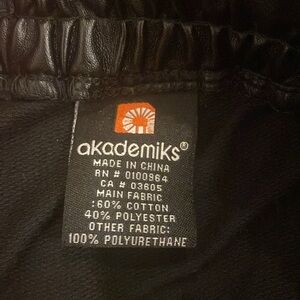 akademiks®
MADE IN CHINA
RN # 0100964
CA # 03605
MAIN FABRIC
:60% COTTON
40% POLYESTER
OTHER FABRIC:
100% POLYURETHANE